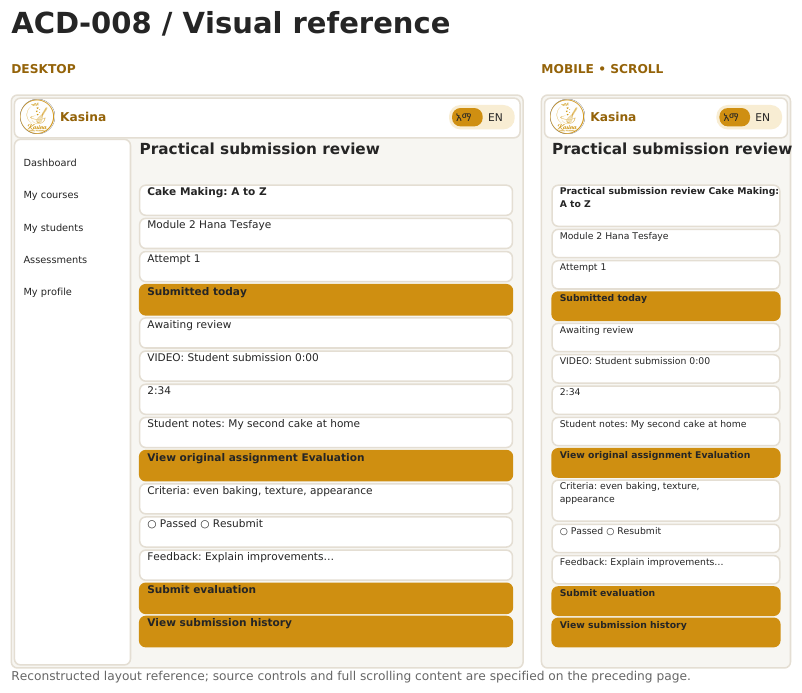 ACD-008 / Visual reference
DESKTOP
Kasina
Kasina
አማ EN
Dashboard
My courses
My students
Assessments
My profile
Practical submission review
Cake Making: A to Z
Module 2 Hana Tesfaye
Attempt 1
Submitted today
Awaiting review
VIDEO: Student submission 0:00
2:34
Student notes: My second cake at home
View original assignment Evaluation
Criteria: even baking, texture, appearance
○ Passed ○ Resubmit
Feedback: Explain improvements...
Submit evaluation
View submission history
MOBILE • SCROLL
Kasina
Kasina
አማ EN
Practical submission review
Practical submission review Cake Making:
A to Z
Module 2 Hana Tesfaye
Attempt 1
Submitted today
Awaiting review
VIDEO: Student submission 0:00
2:34
Student notes: My second cake at home
View original assignment Evaluation
Criteria: even baking, texture,
appearance
○ Passed ○ Resubmit
Feedback: Explain improvements...
Submit evaluation
View submission history
Reconstructed layout reference; source controls and full scrolling content are specified on the preceding page.